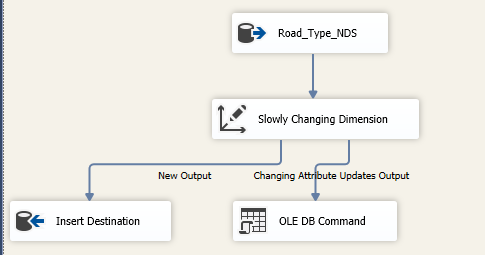 Road_Type_NDS
Slowly Changing Dimension
New Output
Changing Attribute Updates Output
Insert Destination
OLE DB Command